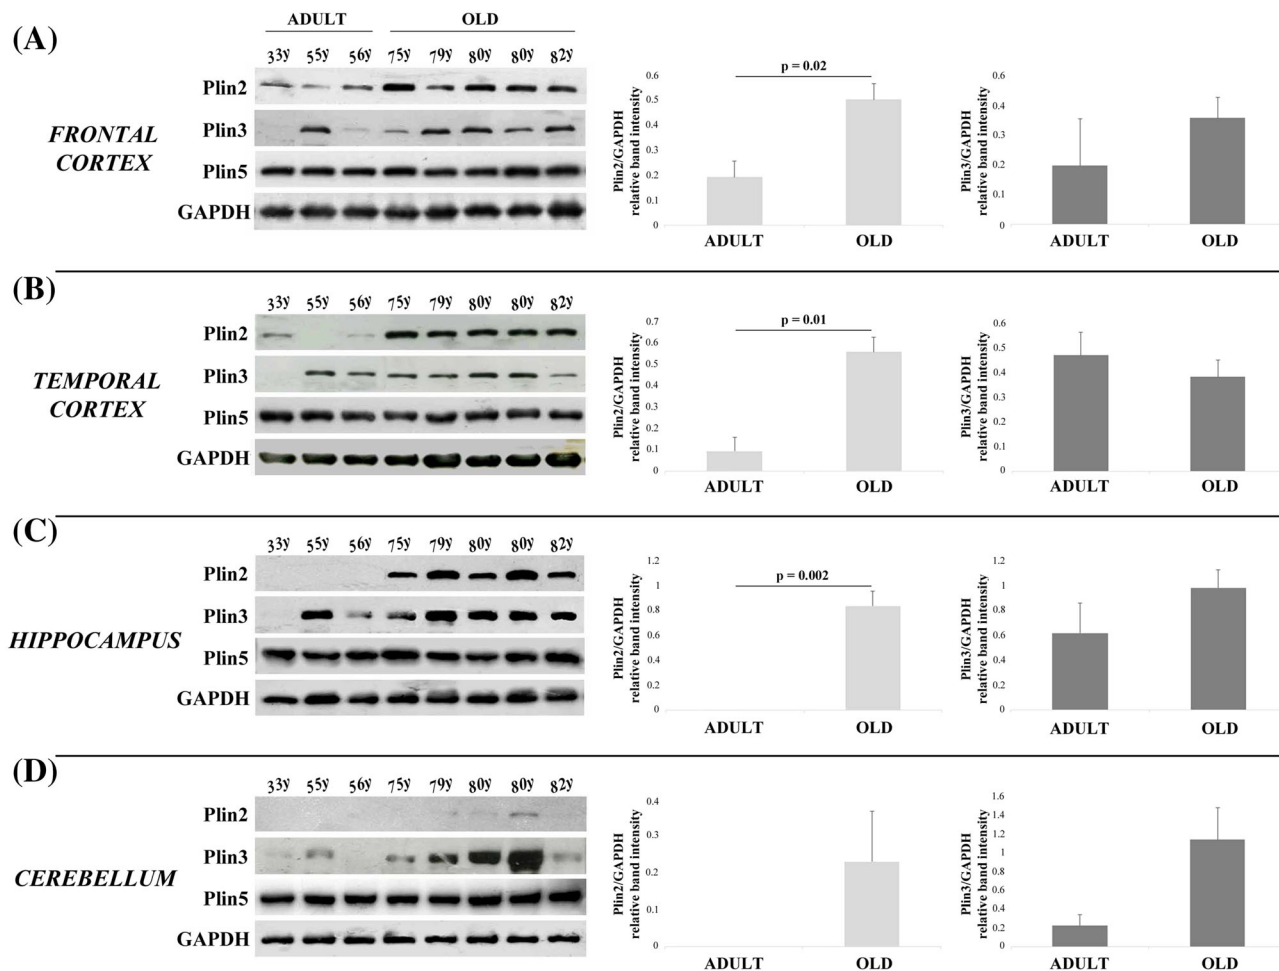 ADULT OLD
(A)
33y 55y 56y 75y 79y 80y 80y 82y
FRONTAL
CORTEX
Plin2
Plin3
Plin5
GAPDH
Plin2/GAPDH
relative band intensity
0.6
0.5
0.4
0.3
0.2
0.1
0
p = 0.02
ADULT OLD
Plin3/GAPDH
relative band intensity
0.6
0.4
0.3
0.2
0.1
0
ADULT OLD
(B)
33y 55y 56y 75y 79y 80y 80y 82y
TEMPORAL
CORTEX
Plin2
Plin3
Plin5
GAPDH
Plin2/GAPDH
relative band intensity
0.7
0.6
0.5
0.4
0.3
0.2
0.1
0
p = 0.01
ADULT OLD
Plin3/GAPDH
relative band intensity
0.6
0.5
0.4
0.3
0.2
0.1
0
ADULT OLD
(C)
33y 55y 56y 75y 79y 80y 80y 82y
HIPPOCAMPUS
Plin2
Plin3
Plin5
GAPDH
Plin2/GAPDH
relative band intensity
1.2
1
0.8
0.6
0.4
0.2
0
p = 0.002
ADULT OLD
Plin3/GAPDH
relative band intensity
1.2
1
0.8
0.6
0.4
0.2
0
ADULT OLD
(D)
33y 55y 56y 75y 79y 80y 80y 82y
CEREBELLUM
Plin2
Plin3
Plin5
GAPDH
Plin2/GAPDH
relative band intensity
0.4
0.3
0.2
0.1
0
ADULT OLD
Plin3/GAPDH
relative band intensity
1.6
1.4
1.2
1
0.8
0.6
0.4
0.2
0
ADULT OLD